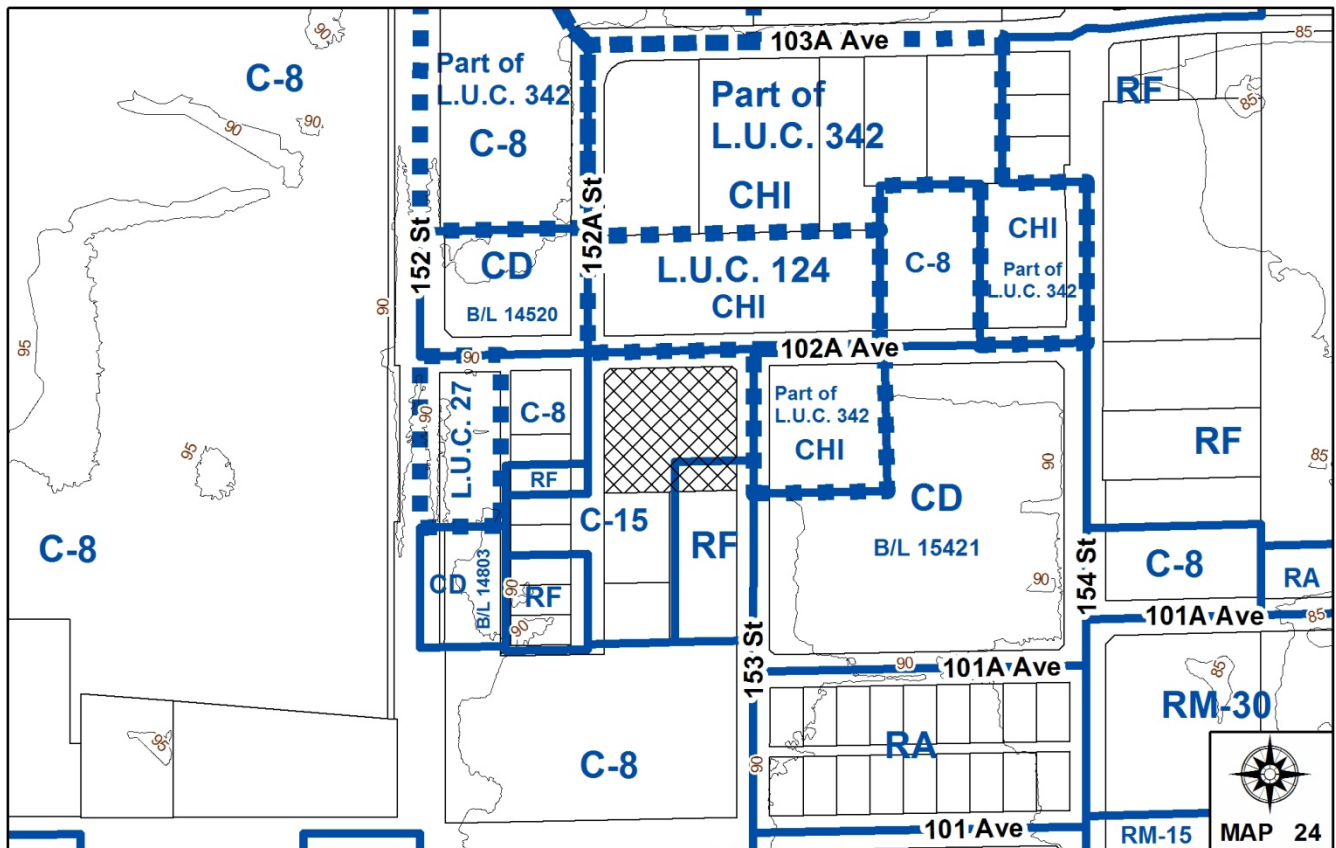 90
85
103A Ave
C-8
Part of
L.U.C. 342
C-8
Part of
L.U.C. 342
CHI
RF
85
90
90
152A St
152 St
CD
B/L 14520
L.U.C. 124
CHI
C-8
CHI
Part of
L.U.C. 342
90
95
90
102A Ave
90
L.U.C. 27
C-8
Part of
L.U.C. 342
CHI
RF
95
90
85
RF
C-15
RF
CD
B/L 15421
C-8
CD
B/L 14803
90
RF
90
90
154 St
C-8
RA
101A Ave
85
153 St
90
101A Ave
85
RM-30
95
C-8
90
RA
101 Ave
RM-15
MAP 24